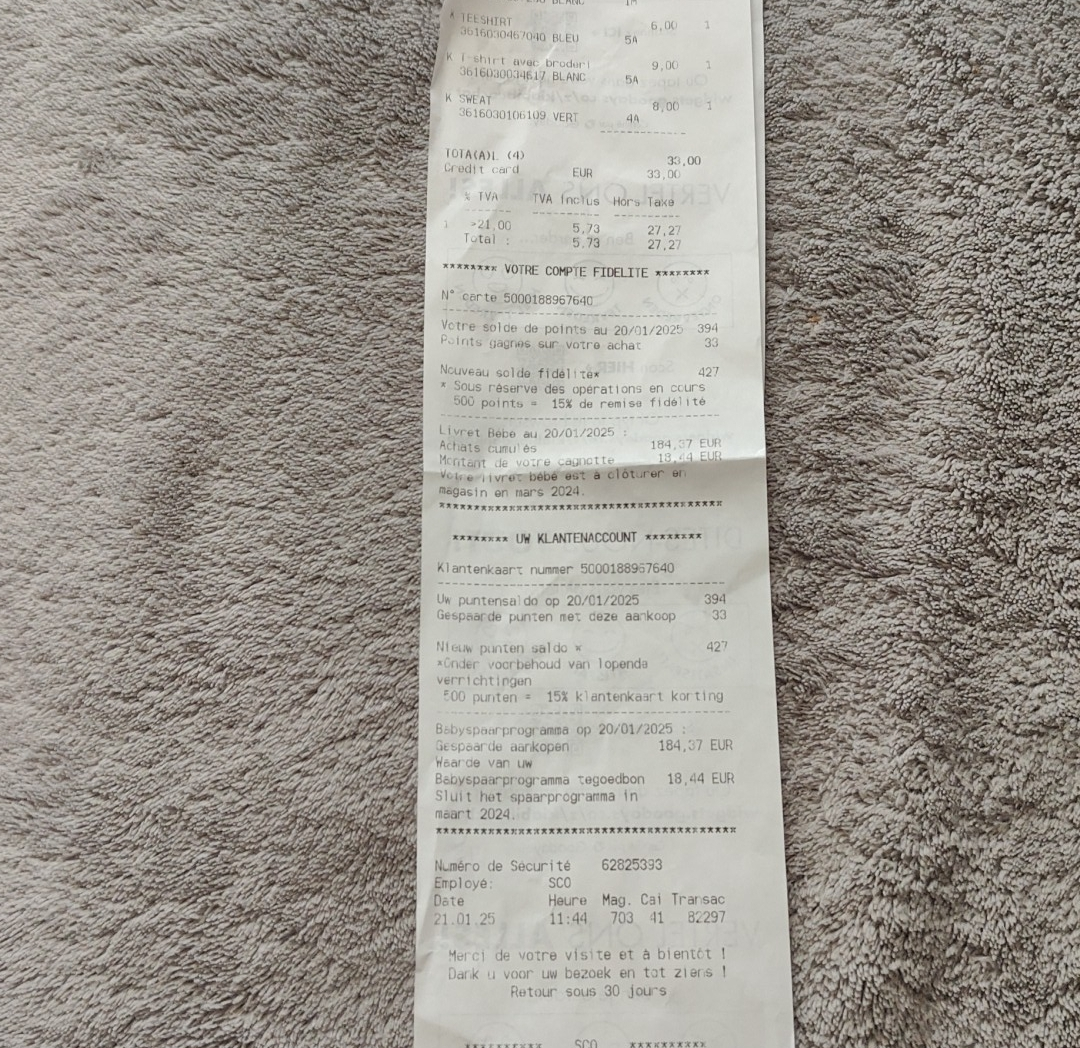 BLANC
TEESHIRT 6,00 1
3616030467040 BLEU 5A
K T-shirt avec broderi 9,00 1
3616030034617 BLANC 5A
K SWEAT 8,00 1
3616030106109 VERT 4A
------------
TOTA(A)L (4) 33,00
Credit card EUR 33,00
% TVA TVA Inclus Hors Taxe
------ --------- ---------
1 >21,00 5,73 27,27
Total : 5,73 27,27
******** VOTRE COMPTE FIDELITE ********
N° carte 5000188967640
Votre solde de points au 20/01/2025 394
Points gagnés sur votre achat 33
Nouveau solde fidélité* 427
* Sous réserve des opérations en cours
500 points = 15% de remise fidélité
Livret Bébé au 20/01/2025 :
Achats cumulés 184,37 EUR
Montant de votre cagnotte 18,44 EUR
Votre livret bébé est à clôturer en
magasin en mars 2024.
****************************************
******** UW KLANTENACCOUNT ********
Klantenkaart nummer 5000188967640
Uw puntensaldo op 20/01/2025 394
Gespaarde punten met deze aankoop 33
Nieuw punten saldo * 427
*Onder voorbehoud van lopende
verrichtingen
500 punten = 15% klantenkaart korting
Babyspaarprogramma op 20/01/2025 :
Gespaarde aankopen 184,37 EUR
Waarde van uw
Babyspaarprogramma tegoedbon 18,44 EUR
Sluit het spaarprogramma in
maart 2024.
****************************************
Numéro de Sécurité 62825393
Employé: SCO
Date Heure Mag. Cai Transac
21.01.25 11:44 703 41 82297
Merci de votre visite et à bientôt !
Dank u voor uw bezoek en tot ziens !
Retour sous 30 jours
********** SCO **********